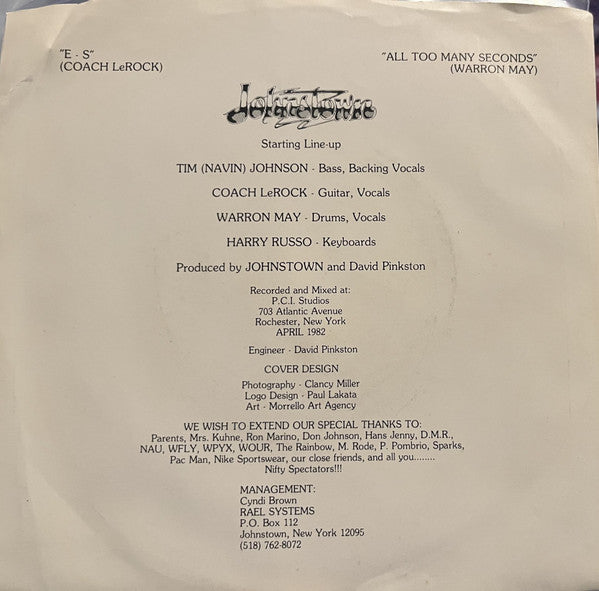 "E - S"
(COACH LeROCK)
"ALL TOO MANY SECONDS"
(WARRON MAY)
Johnstown
Starting Line-up
TIM (NAVIN) JOHNSON - Bass, Backing Vocals
COACH LeROCK - Guitar, Vocals
WARRON MAY - Drums, Vocals
HARRY RUSSO - Keyboards
Produced by JOHNSTOWN and David Pinkston
Recorded and Mixed at:
P.C.I. Studios
703 Atlantic Avenue
Rochester, New York
APRIL 1982
Engineer - David Pinkston
COVER DESIGN
Photography - Clancy Miller
Logo Design - Paul Lakata
Art - Morrello Art Agency
WE WISH TO EXTEND OUR SPECIAL THANKS TO:
Parents, Mrs. Kuhne, Ron Marino, Don Johnson, Hans Jenny, D.M.R.,
NAU, WFLY, WPYX, WOUR, The Rainbow, M. Rode, P. Pombrio, Sparks,
Pac Man, Nike Sportswear, our close friends, and all you........
Nifty Spectators!!!
MANAGEMENT:
Cyndi Brown
RAEL SYSTEMS
P.O. Box 112
Johnstown, New York 12095
(518) 762-8072